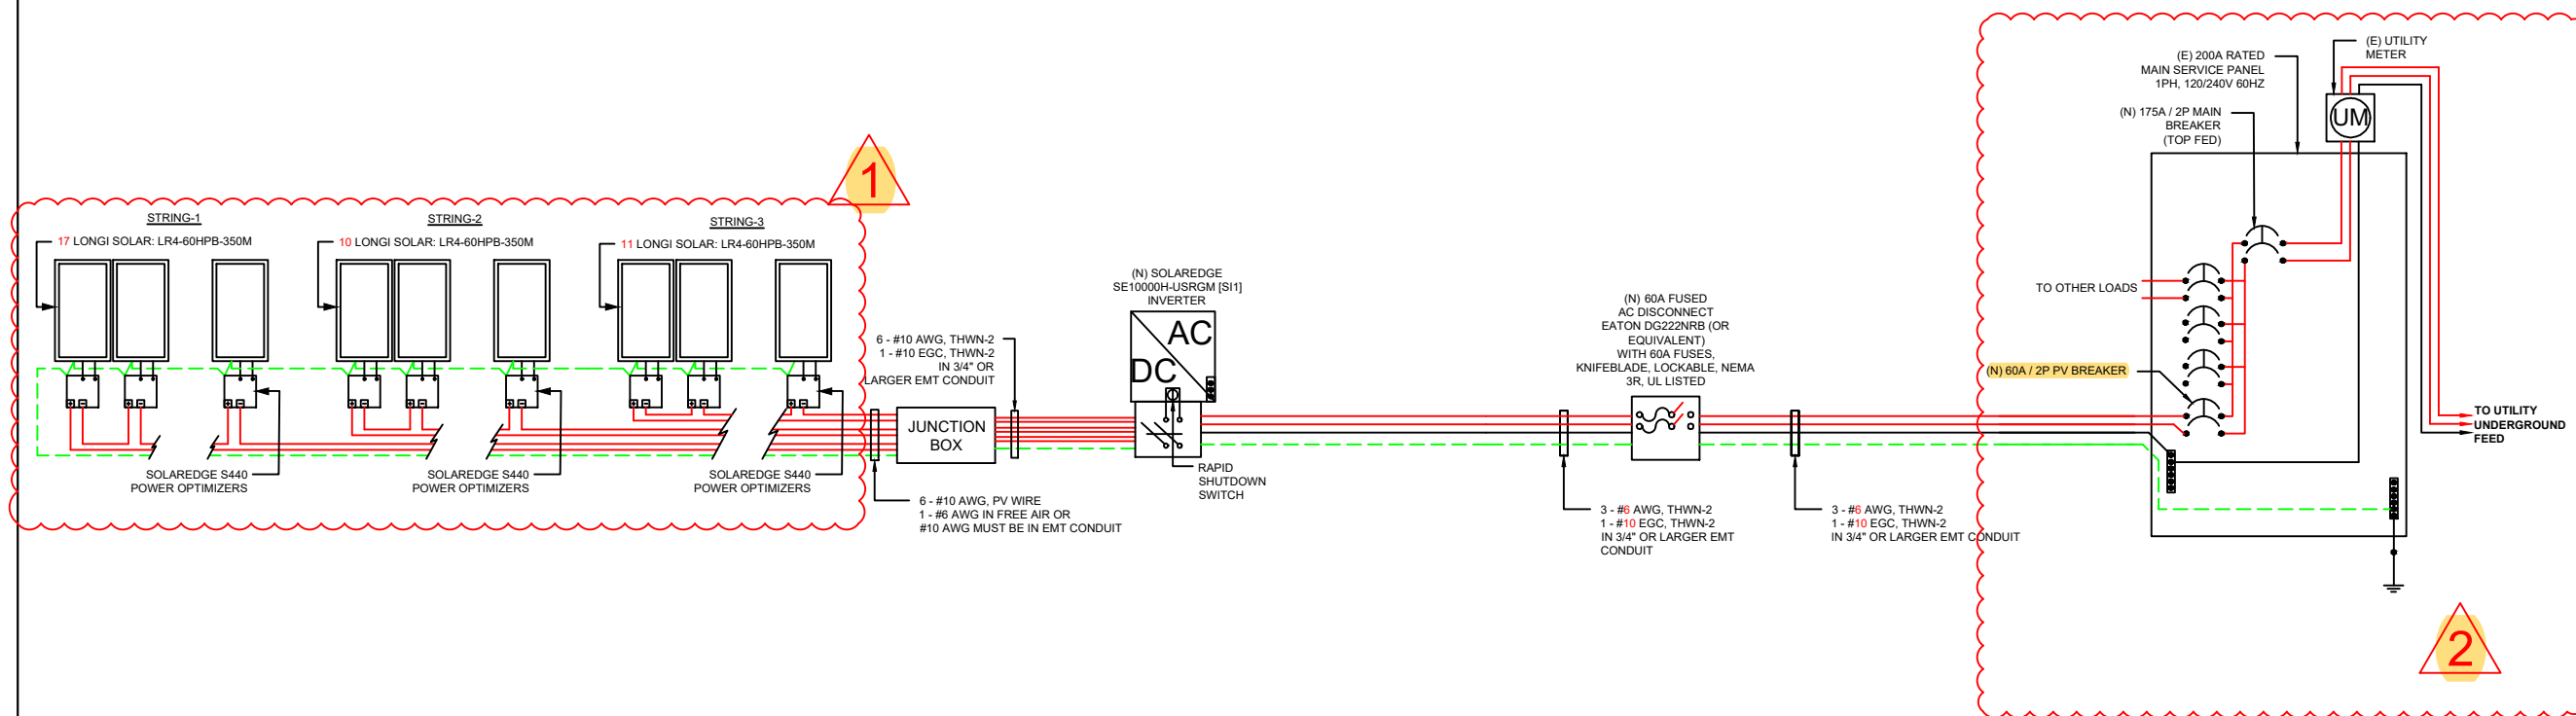 STRING-1
17 LONGI SOLAR: LR4-60HPB-350M
STRING-2
10 LONGI SOLAR: LR4-60HPB-350M
STRING-3
11 LONGI SOLAR: LR4-60HPB-350M
1
SOLAREDGE S440
POWER OPTIMIZERS
SOLAREDGE S440
POWER OPTIMIZERS
SOLAREDGE S440
POWER OPTIMIZERS
6 - #10 AWG, THWN-2
1 - #10 EGC, THWN-2
IN 3/4" OR
LARGER EMT CONDUIT
JUNCTION
BOX
6 - #10 AWG, PV WIRE
1 - #6 AWG IN FREE AIR OR
#10 AWG MUST BE IN EMT CONDUIT
(N) SOLAREDGE
SE10000H-USRGM [SI1]
INVERTER
AC
DC
RAPID
SHUTDOWN
SWITCH
(N) 60A FUSED
AC DISCONNECT
EATON DG222NRB (OR
EQUIVALENT)
WITH 60A FUSES,
KNIFEBLADE, LOCKABLE, NEMA
3R, UL LISTED
3 - #6 AWG, THWN-2
1 - #10 EGC, THWN-2
IN 3/4" OR LARGER EMT
CONDUIT
3 - #6 AWG, THWN-2
1 - #10 EGC, THWN-2
IN 3/4" OR LARGER EMT CONDUIT
(E) UTILITY
METER
UM
(E) 200A RATED
MAIN SERVICE PANEL
1PH, 120/240V 60HZ
(N) 175A / 2P MAIN
BREAKER
(TOP FED)
TO OTHER LOADS
(N) 60A / 2P PV BREAKER
TO UTILITY
UNDERGROUND
FEED
2